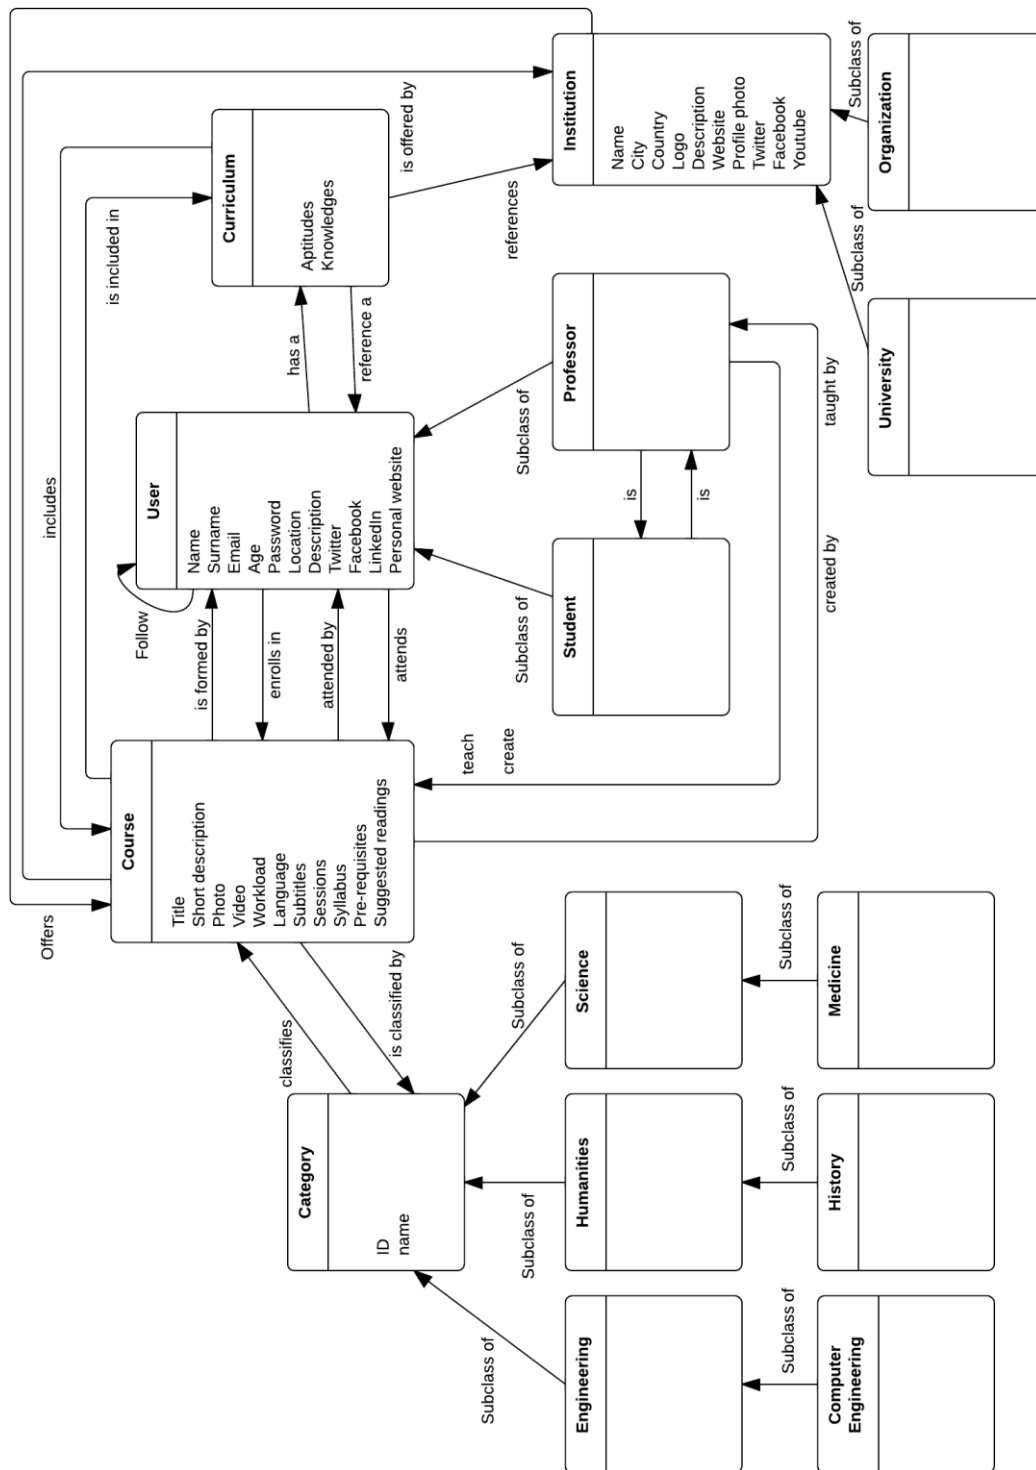 Offers
includes
is included in
is offered by
Course
Title
Short description
Photo
Video
Workload
Language
Subtitles
Sessions
Syllabus
Pre-requisites
Suggested readings
Follow
is formed by
enrolls in
attended by
attends
User
Name
Surname
Email
Age
Password
Location
Description
Twitter
Facebook
LinkedIn
Personal website
has a
reference a
Curriculum
Aptitudes
Knowledges
references
Institution
Name
City
Country
Logo
Description
Website
Profile photo
Twitter
Facebook
Youtube
classifies
is classified by
Category
ID
name
teach
create
Subclass of
Subclass of
Student
is
is
Professor
taught by
created by
Subclass of
Subclass of
University
Organization
Subclass of
Subclass of
Subclass of
Engineering
Humanities
Science
Subclass of
Subclass of
Subclass of
Computer
Engineering
History
Medicine